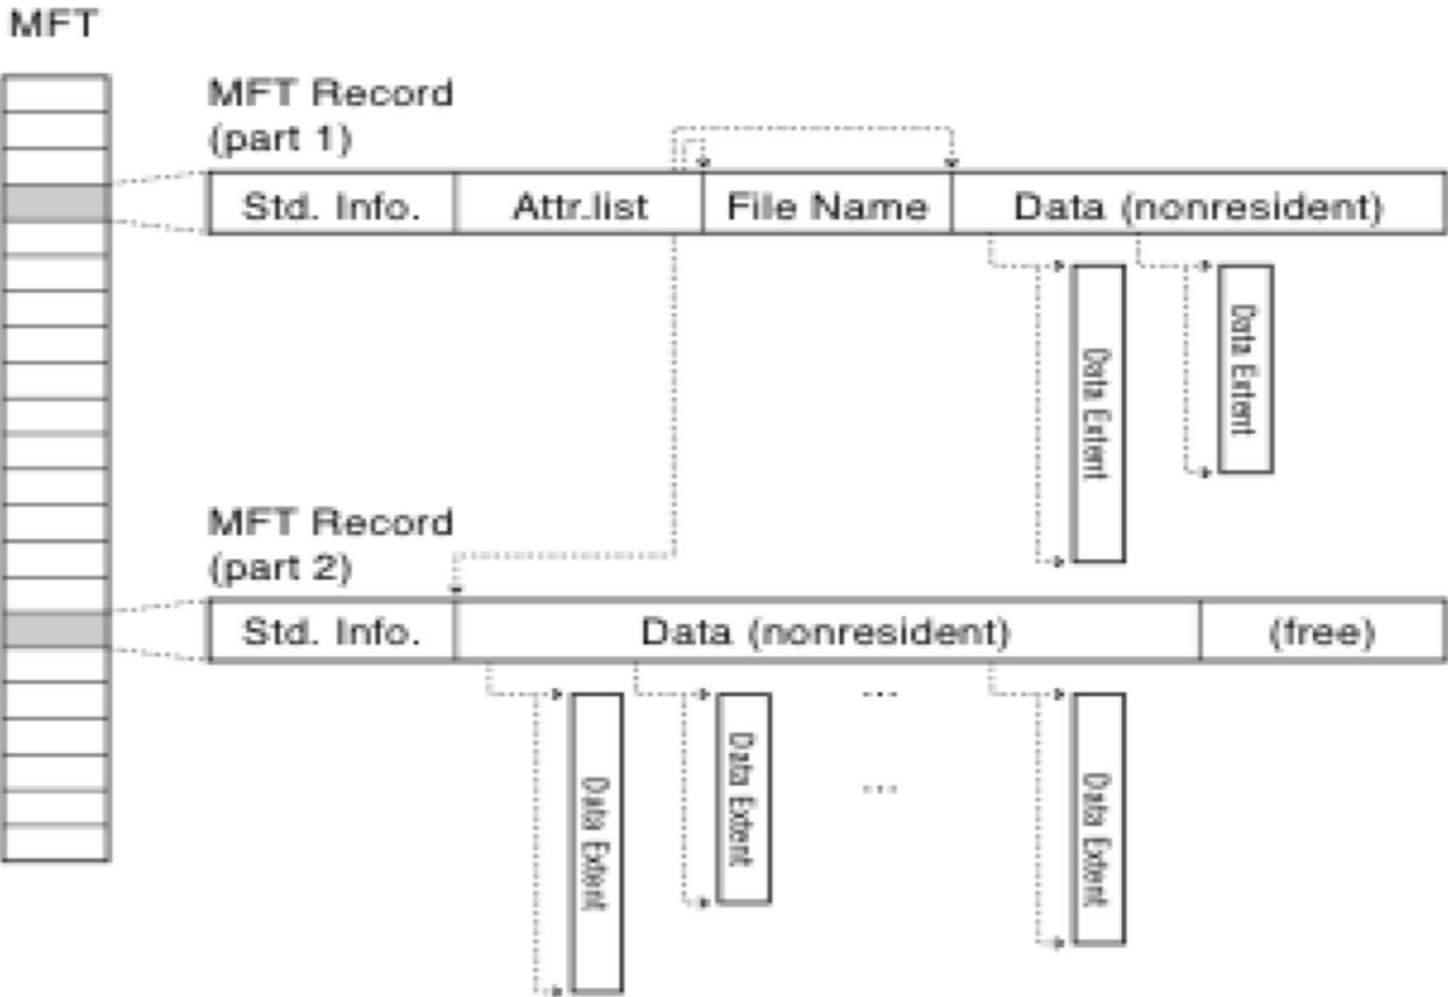 MFT
MFT Record
(part 1)
Std. Info.
Attr.list
File Name
Data (nonresident)
Data Extent
Data Extent
MFT Record
(part 2)
Std. Info.
Data (nonresident)
(free)
Data Extent
Data Extent
...
...
Data Extent